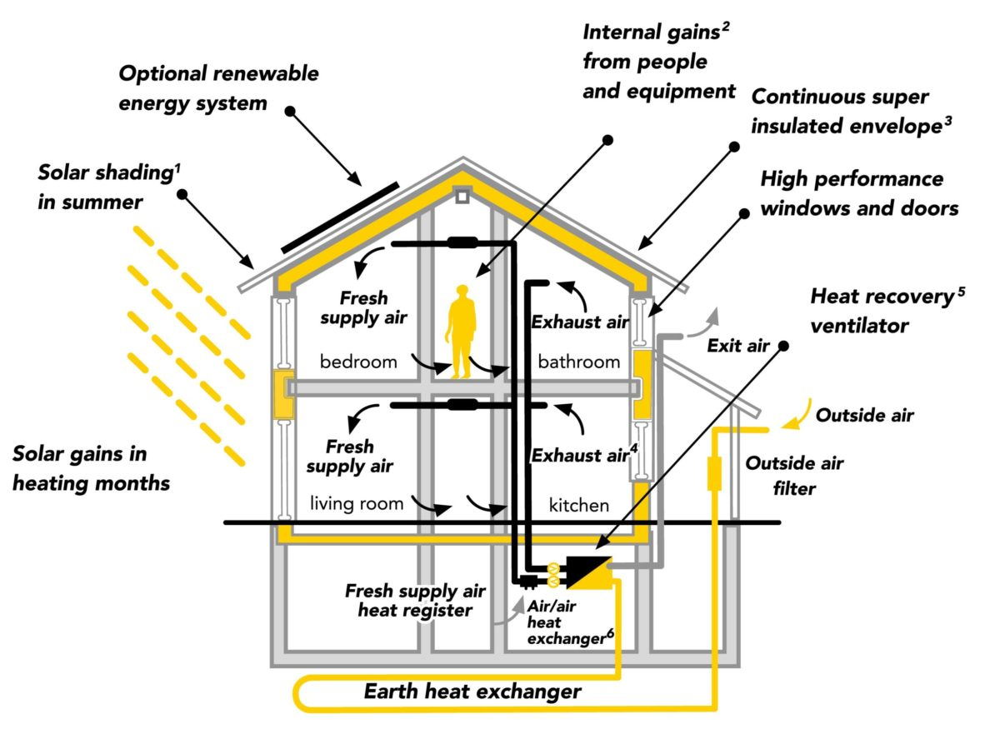 Internal gains²
from people
and equipment
Optional renewable
energy system
Continuous super
insulated envelope³
Solar shading¹
in summer
High performance
windows and doors
Heat recovery⁵
ventilator
Fresh
supply air
Exhaust air
Exit air
bedroom
bathroom
Outside air
Fresh
supply air
Exhaust air⁴
Outside air
filter
Solar gains in
heating months
living room
kitchen
Fresh supply air
heat register
Air/air
heat
exchanger⁶
Earth heat exchanger